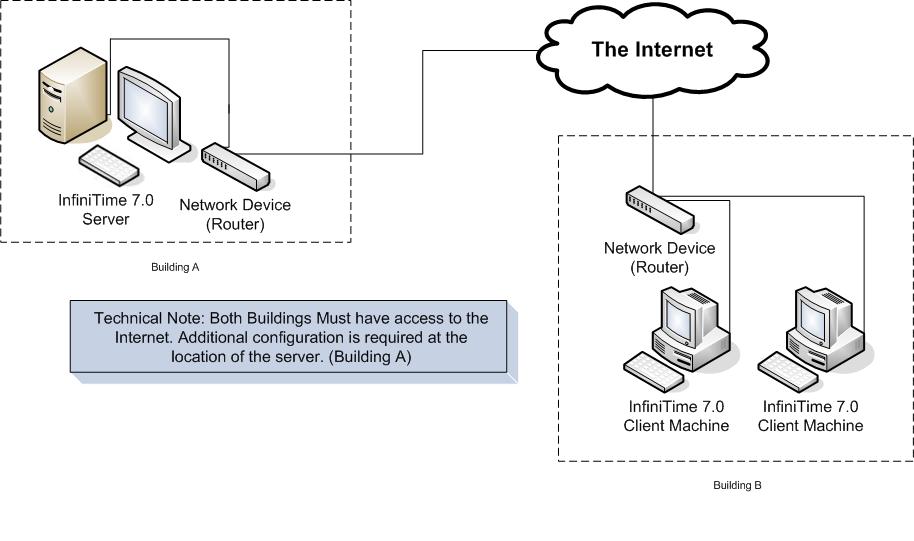 The Internet
InfiniTime 7.0
Server
Network Device
(Router)
Building A
Technical Note: Both Buildings Must have access to the
Internet. Additional configuration is required at the
location of the server. (Building A)
Network Device
(Router)
InfiniTime 7.0
Client Machine
InfiniTime 7.0
Client Machine
Building B